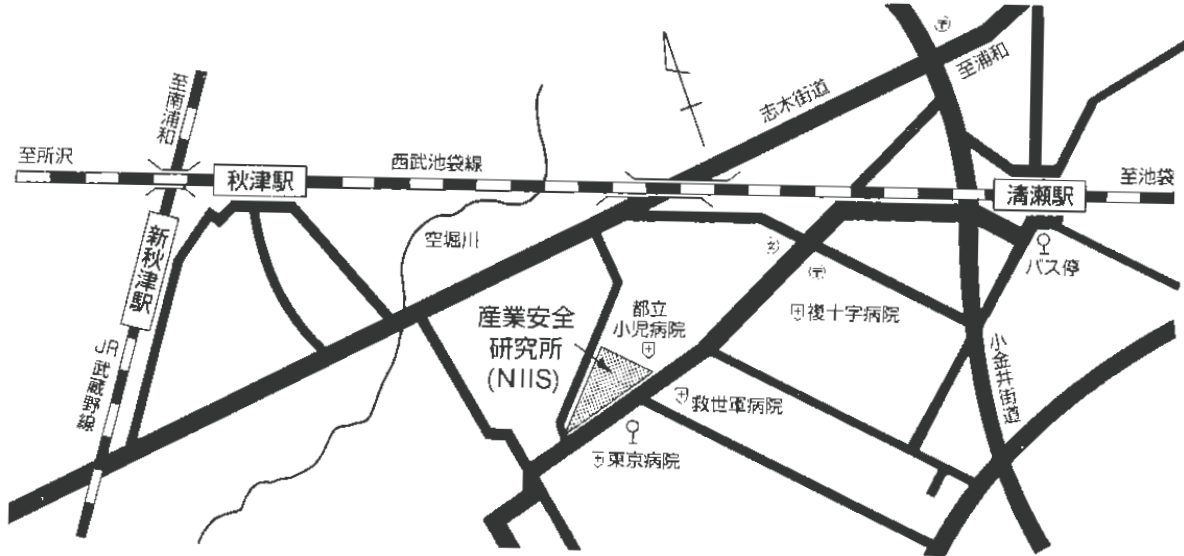 至浦和
志木街道
至南浦和
至所沢
秋津駅
西武池袋線
清瀬駅
至池袋
新秋津駅
空堀川
バス停
〒
〒
産業安全
研究所
(NIIS)
都立
小児病院
複十字病院
小金井街道
JR武蔵野線
救世軍病院
東京病院